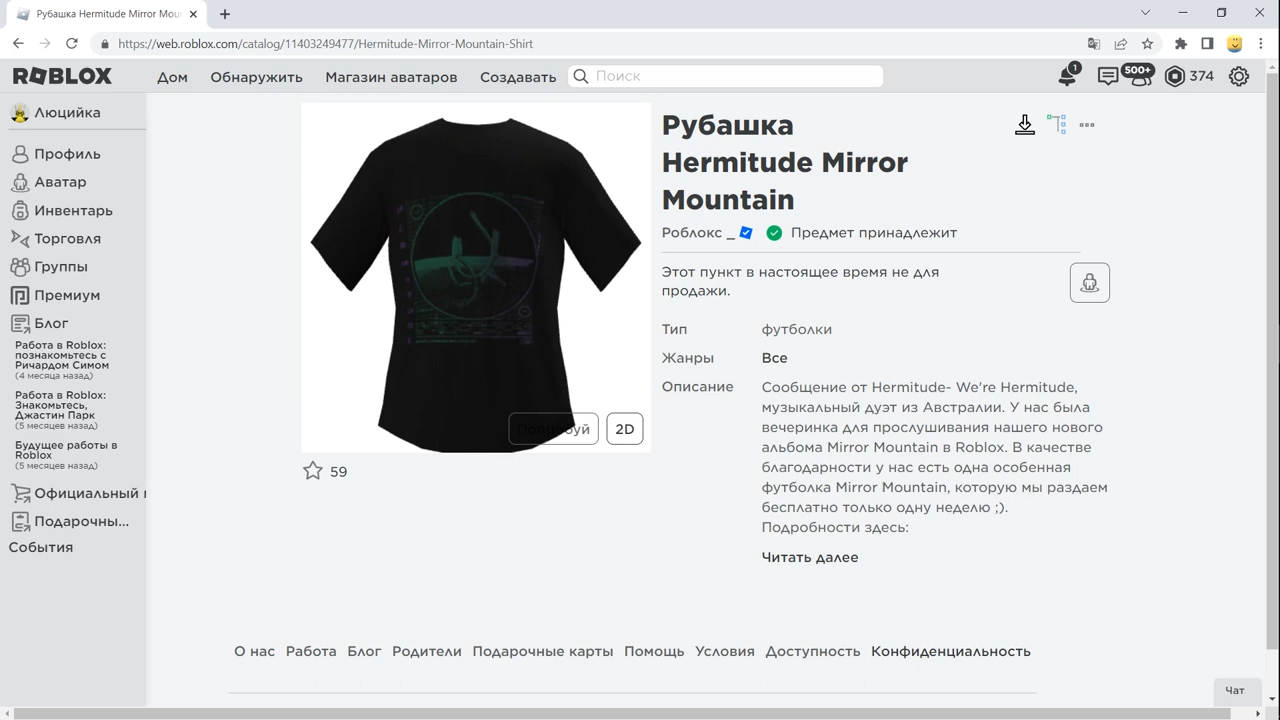 Рубашка Hermitude Mirror Mou
https://web.roblox.com/catalog/11403249477/Hermitude-Mirror-Mountain-Shirt
ROBLOX
Дом
Обнаружить
Магазин аватаров
Создавать
Поиск
1
500+
374
Люцийка
Профиль
Аватар
Инвентарь
Торговля
Группы
Премиум
Блог
Работа в Roblox:
познакомьтесь с
Ричардом Симом
(4 месяца назад)
Работа в Roblox:
Знакомьтесь,
Джастин Парк
(5 месяцев назад)
Будущее работы в
Roblox
(5 месяцев назад)
Официальный
Подарочны...
События
Попробуй
2D
59
Рубашка
Hermitude Mirror
Mountain
Роблокс _
Предмет принадлежит
Этот пункт в настоящее время не для
продажи.
Тип
футболки
Жанры
Все
Описание
Сообщение от Hermitude- We're Hermitude,
музыкальный дуэт из Австралии. У нас была
вечеринка для прослушивания нашего нового
альбома Mirror Mountain в Roblox. В качестве
благодарности у нас есть одна особенная
футболка Mirror Mountain, которую мы раздаем
бесплатно только одну неделю ;).
Подробности здесь:
Читать далее
О нас
Работа
Блог
Родители
Подарочные карты
Помощь
Условия
Доступность
Конфиденциальность
Чат